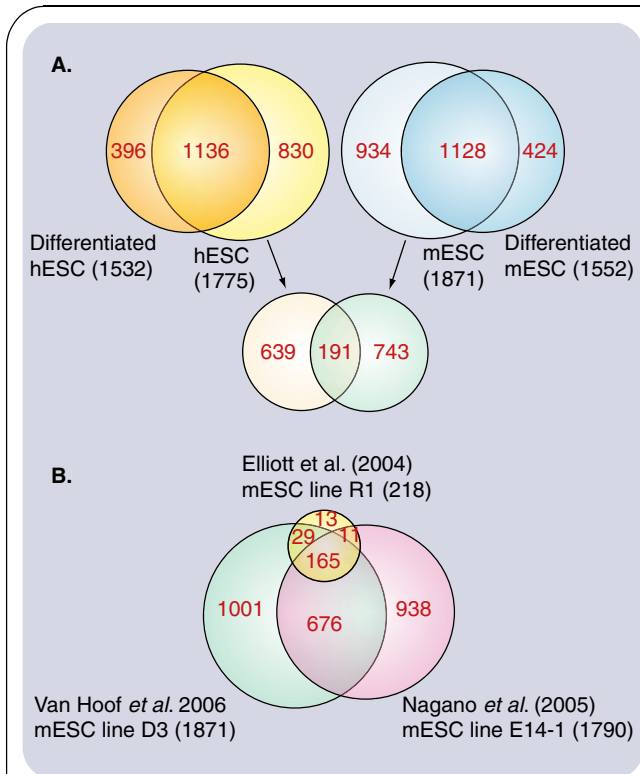 A.
396 1136 830 934 1128 424
Differentiated
hESC (1532)
hESC
(1775)
mESC
(1871)
Differentiated
mESC (1552)
639 191 743
B.
Elliott et al. (2004)
mESC line R1 (218)
13
29 11
165
1001 676 938
Van Hoof et al. 2006
mESC line D3 (1871)
Nagano et al. (2005)
mESC line E14-1 (1790)